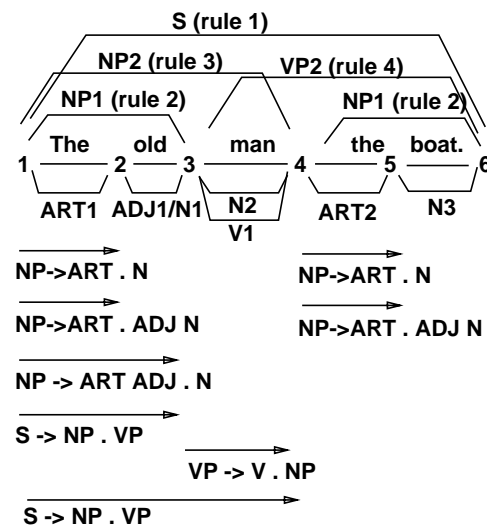 S (rule 1)
NP2 (rule 3)
VP2 (rule 4)
NP1 (rule 2) NP1 (rule 2)
The old man the boat.
1 2 3 4 5 6
ART1 ADJ1/N1 N2 ART2 N3
V1
NP->ART . N NP->ART . N
NP->ART . ADJ N NP->ART . ADJ N
NP -> ART ADJ . N
S -> NP . VP
VP -> V . NP
S -> NP . VP